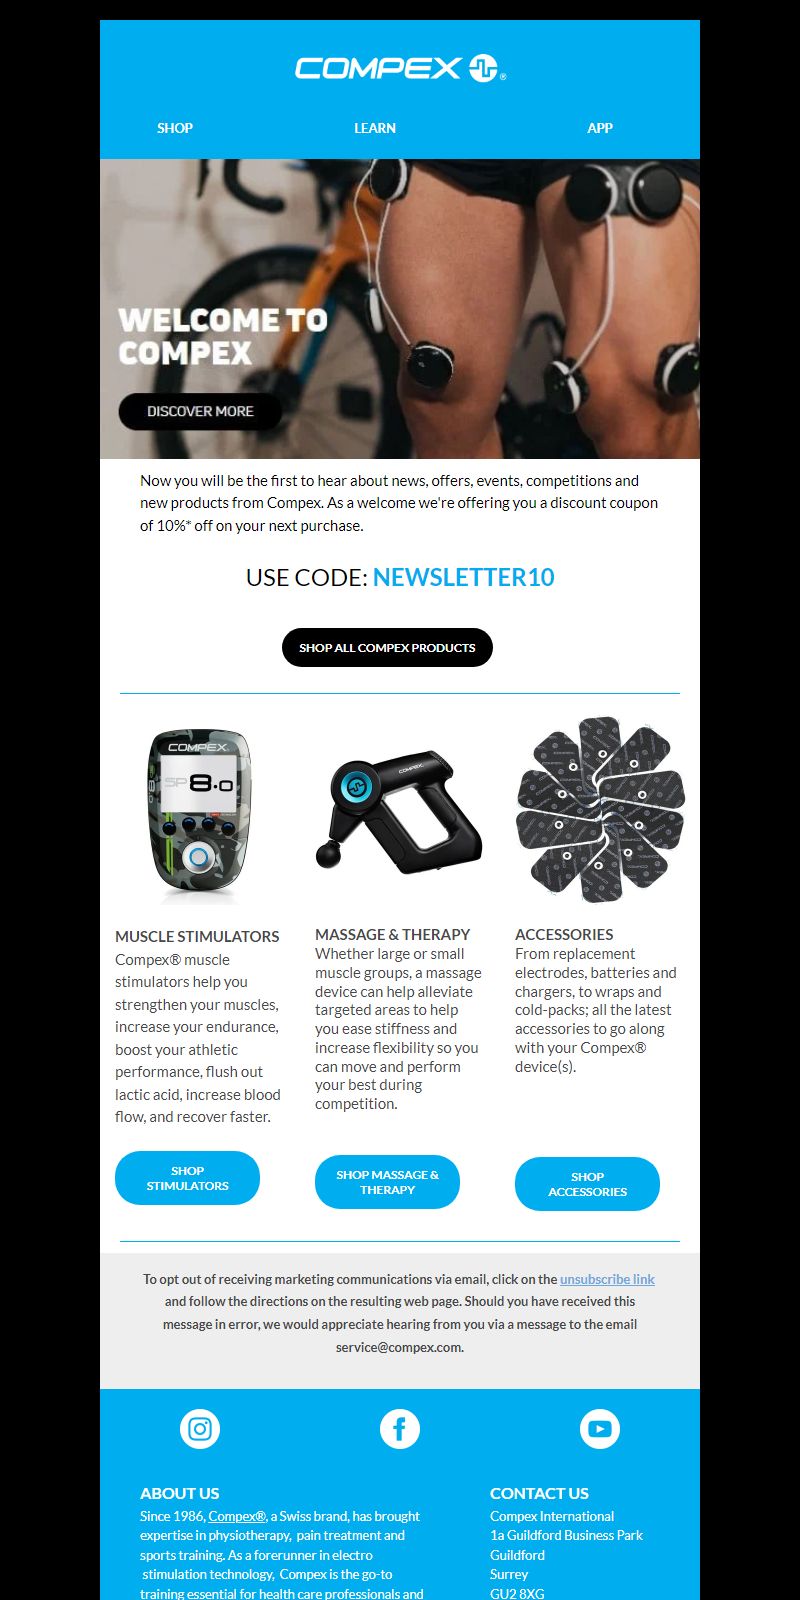 COMPEX ®
SHOP
LEARN
APP
WELCOME TO
COMPEX
DISCOVER MORE
Now you will be the first to hear about news, offers, events, competitions and
new products from Compex. As a welcome we're offering you a discount coupon
of 10%* off on your next purchase.
USE CODE: NEWSLETTER10
SHOP ALL COMPEX PRODUCTS
COMPEX
SP 8.0
COMPEX
MUSCLE STIMULATORS
Compex® muscle
stimulators help you
strengthen your muscles,
increase your endurance,
boost your athletic
performance, flush out
lactic acid, increase blood
flow, and recover faster.
SHOP
STIMULATORS
MASSAGE & THERAPY
Whether large or small
muscle groups, a massage
device can help alleviate
targeted areas to help
you ease stiffness and
increase flexibility so you
can move and perform
your best during
competition.
SHOP MASSAGE &
THERAPY
ACCESSORIES
From replacement
electrodes, batteries and
chargers, to wraps and
cold-packs; all the latest
accessories to go along
with your Compex®
device(s).
SHOP
ACCESSORIES
To opt out of receiving marketing communications via email, click on the unsubscribe link
and follow the directions on the resulting web page. Should you have received this
message in error, we would appreciate hearing from you via a message to the email
service@compex.com.
ABOUT US
Since 1986, Compex®, a Swiss brand, has brought
expertise in physiotherapy, pain treatment and
sports training. As a forerunner in electro
stimulation technology, Compex is the go-to
training essential for health care professionals and
CONTACT US
Compex International
1a Guildford Business Park
Guildford
Surrey
GU2 8XG